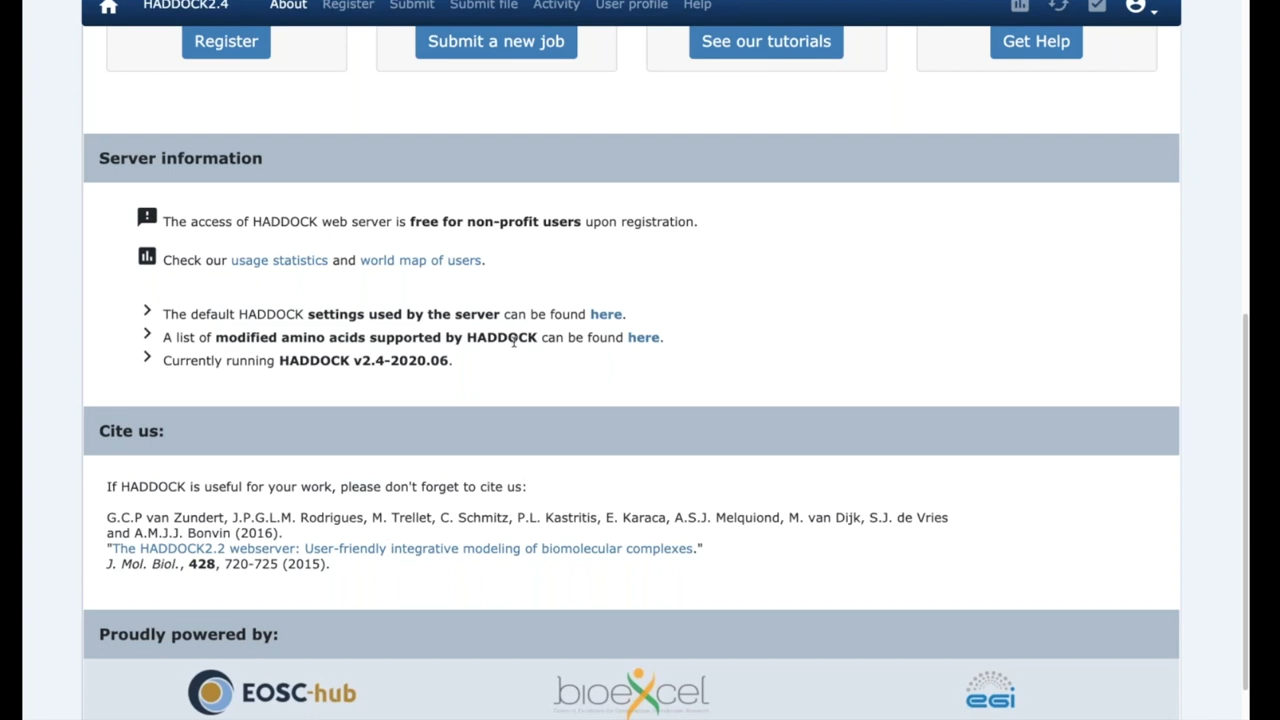 HADDOCK2.4 About Register Submit Submit file Activity User profile Help
Register Submit a new job See our tutorials Get Help
Server information
The access of HADDOCK web server is free for non-profit users upon registration.
Check our usage statistics and world map of users.
The default HADDOCK settings used by the server can be found here.
A list of modified amino acids supported by HADDOCK can be found here.
Currently running HADDOCK v2.4-2020.06.
Cite us:
If HADDOCK is useful for your work, please don't forget to cite us:
G.C.P van Zundert, J.P.G.L.M. Rodrigues, M. Trellet, C. Schmitz, P.L. Kastritis, E. Karaca, A.S.J. Melquiond, M. van Dijk, S.J. de Vries
and A.M.J.J. Bonvin (2016).
"The HADDOCK2.2 webserver: User-friendly integrative modeling of biomolecular complexes."
J. Mol. Biol., 428, 720-725 (2015).
Proudly powered by:
EOSC-hub bioexcel egi